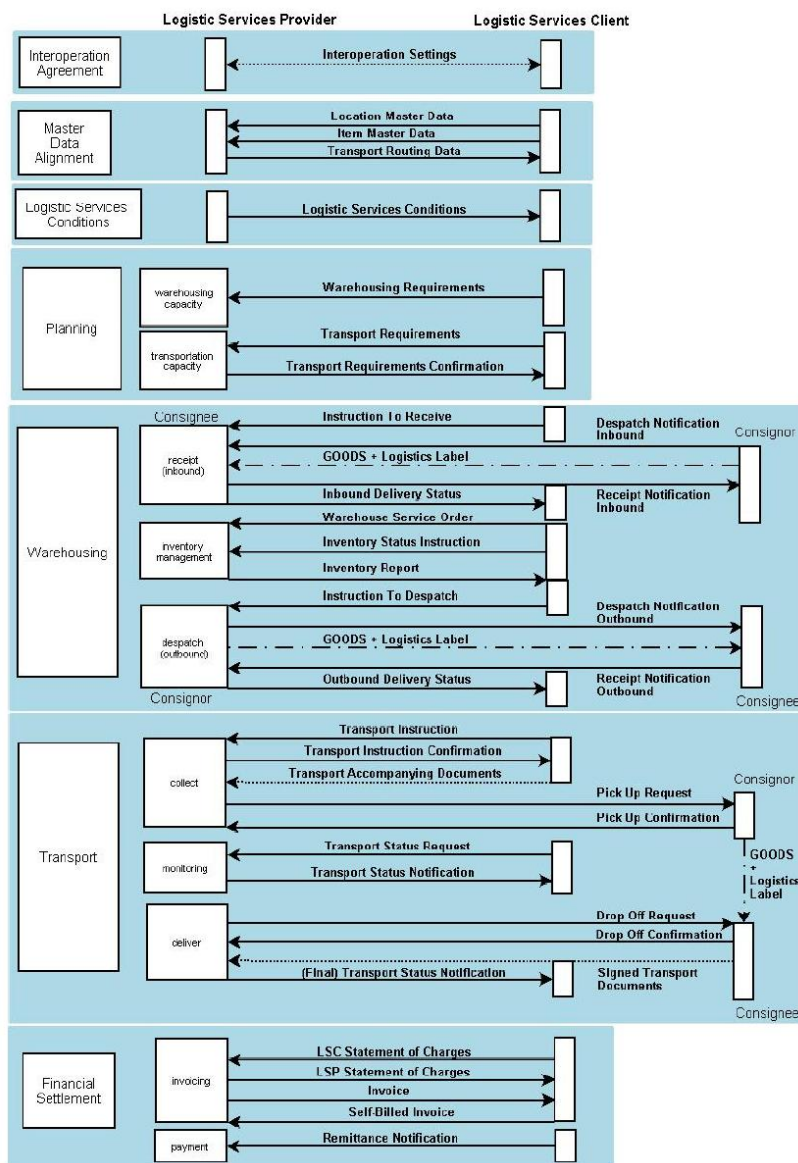 Logistic Services Provider
Logistic Services Client
Interoperation
Agreement
Interoperation Settings
Master
Data
Alignment
Location Master Data
Item Master Data
Transport Routing Data
Logistic Services
Conditions
Logistic Services Conditions
Planning
warehousing
capacity
Warehousing Requirements
transportation
capacity
Transport Requirements
Transport Requirements Confirmation
Warehousing
Consignee
receipt
(inbound)
Instruction To Receive
Despatch Notification
Inbound
Consignor
GOODS + Logistics Label
Inbound Delivery Status
Receipt Notification
Inbound
inventory
management
Warehouse Service Order
Inventory Status Instruction
Inventory Report
Instruction To Despatch
Despatch Notification
Outbound
despatch
(outbound)
GOODS + Logistics Label
Outbound Delivery Status
Receipt Notification
Outbound
Consignor
Consignee
Transport
collect
Transport Instruction
Transport Instruction Confirmation
Transport Accompanying Documents
Consignor
Pick Up Request
Pick Up Confirmation
monitoring
Transport Status Request
Transport Status Notification
GOODS
+
Logistics
Label
deliver
Drop Off Request
Drop Off Confirmation
(Final) Transport Status Notification
Signed Transport
Documents
Consignee
Financial
Settlement
invoicing
LSC Statement of Charges
LSP Statement of Charges
Invoice
Self-Billed Invoice
payment
Remittance Notification